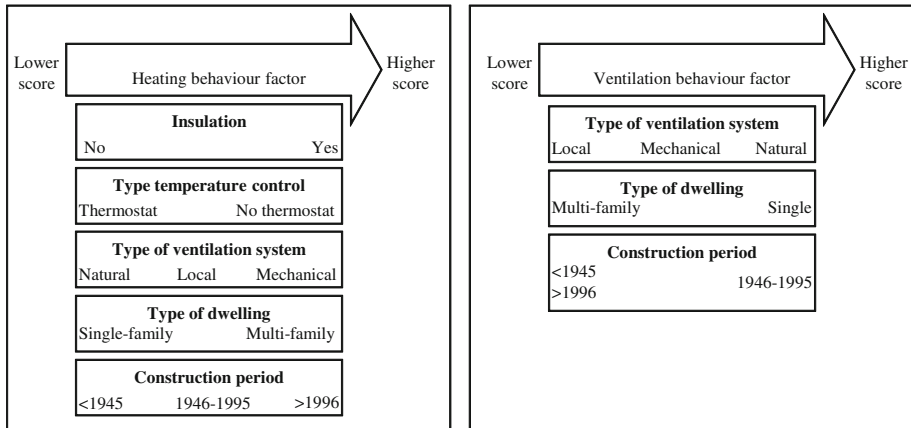 Lower score
Heating behaviour factor
Higher score
Insulation
No Yes
Type temperature control
Thermostat No thermostat
Type of ventilation system
Natural Local Mechanical
Type of dwelling
Single-family Multi-family
Construction period
<1945 1946-1995 >1996
Lower score
Ventilation behaviour factor
Higher score
Type of ventilation system
Local Mechanical Natural
Type of dwelling
Multi-family Single
Construction period
<1945
>1996
1946-1995